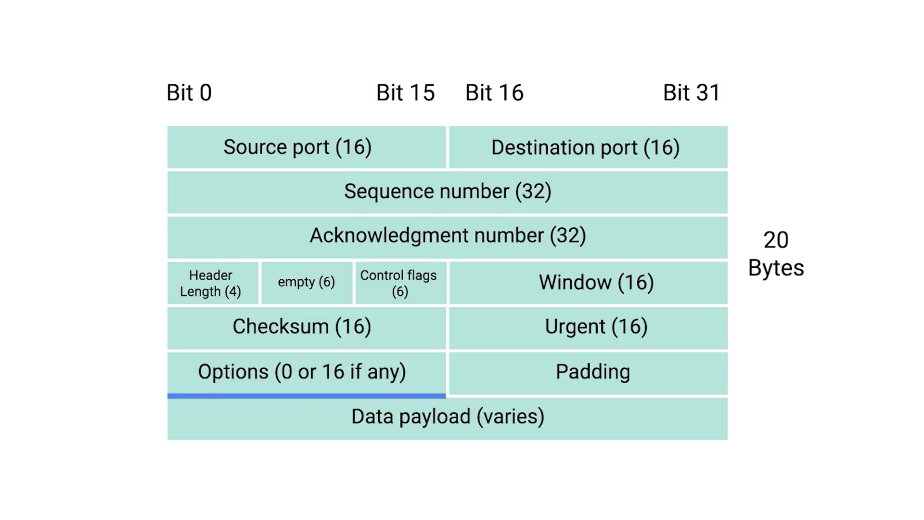 Bit 0 Bit 15 Bit 16 Bit 31
Source port (16) Destination port (16)
Sequence number (32)
Acknowledgment number (32)
20
Bytes
Header
Length (4)
empty (6)
Control flags
(6)
Window (16)
Checksum (16) Urgent (16)
Options (0 or 16 if any) Padding
Data payload (varies)